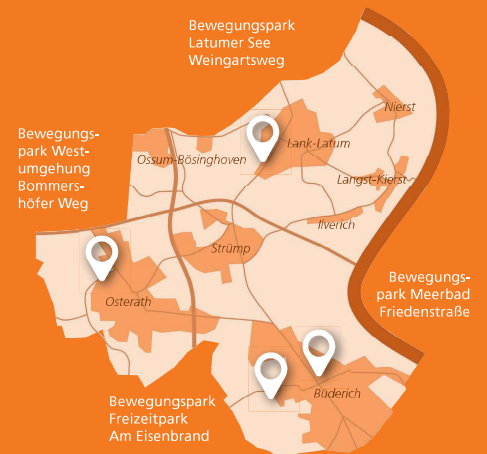 Bewegungspark
Latumer See
Weingartsweg
Nierst
Bewegungs-
park West-
umgehung
Bommers-
höfer Weg
Ossum-Bösinghoven
Lank-Latum
Langst-Kierst
Ilverich
Strümp
Osterath
Bewegungs-
park Meerbad
Friedenstraße
Büderich
Bewegungspark
Freizeitpark
Am Eisenbrand